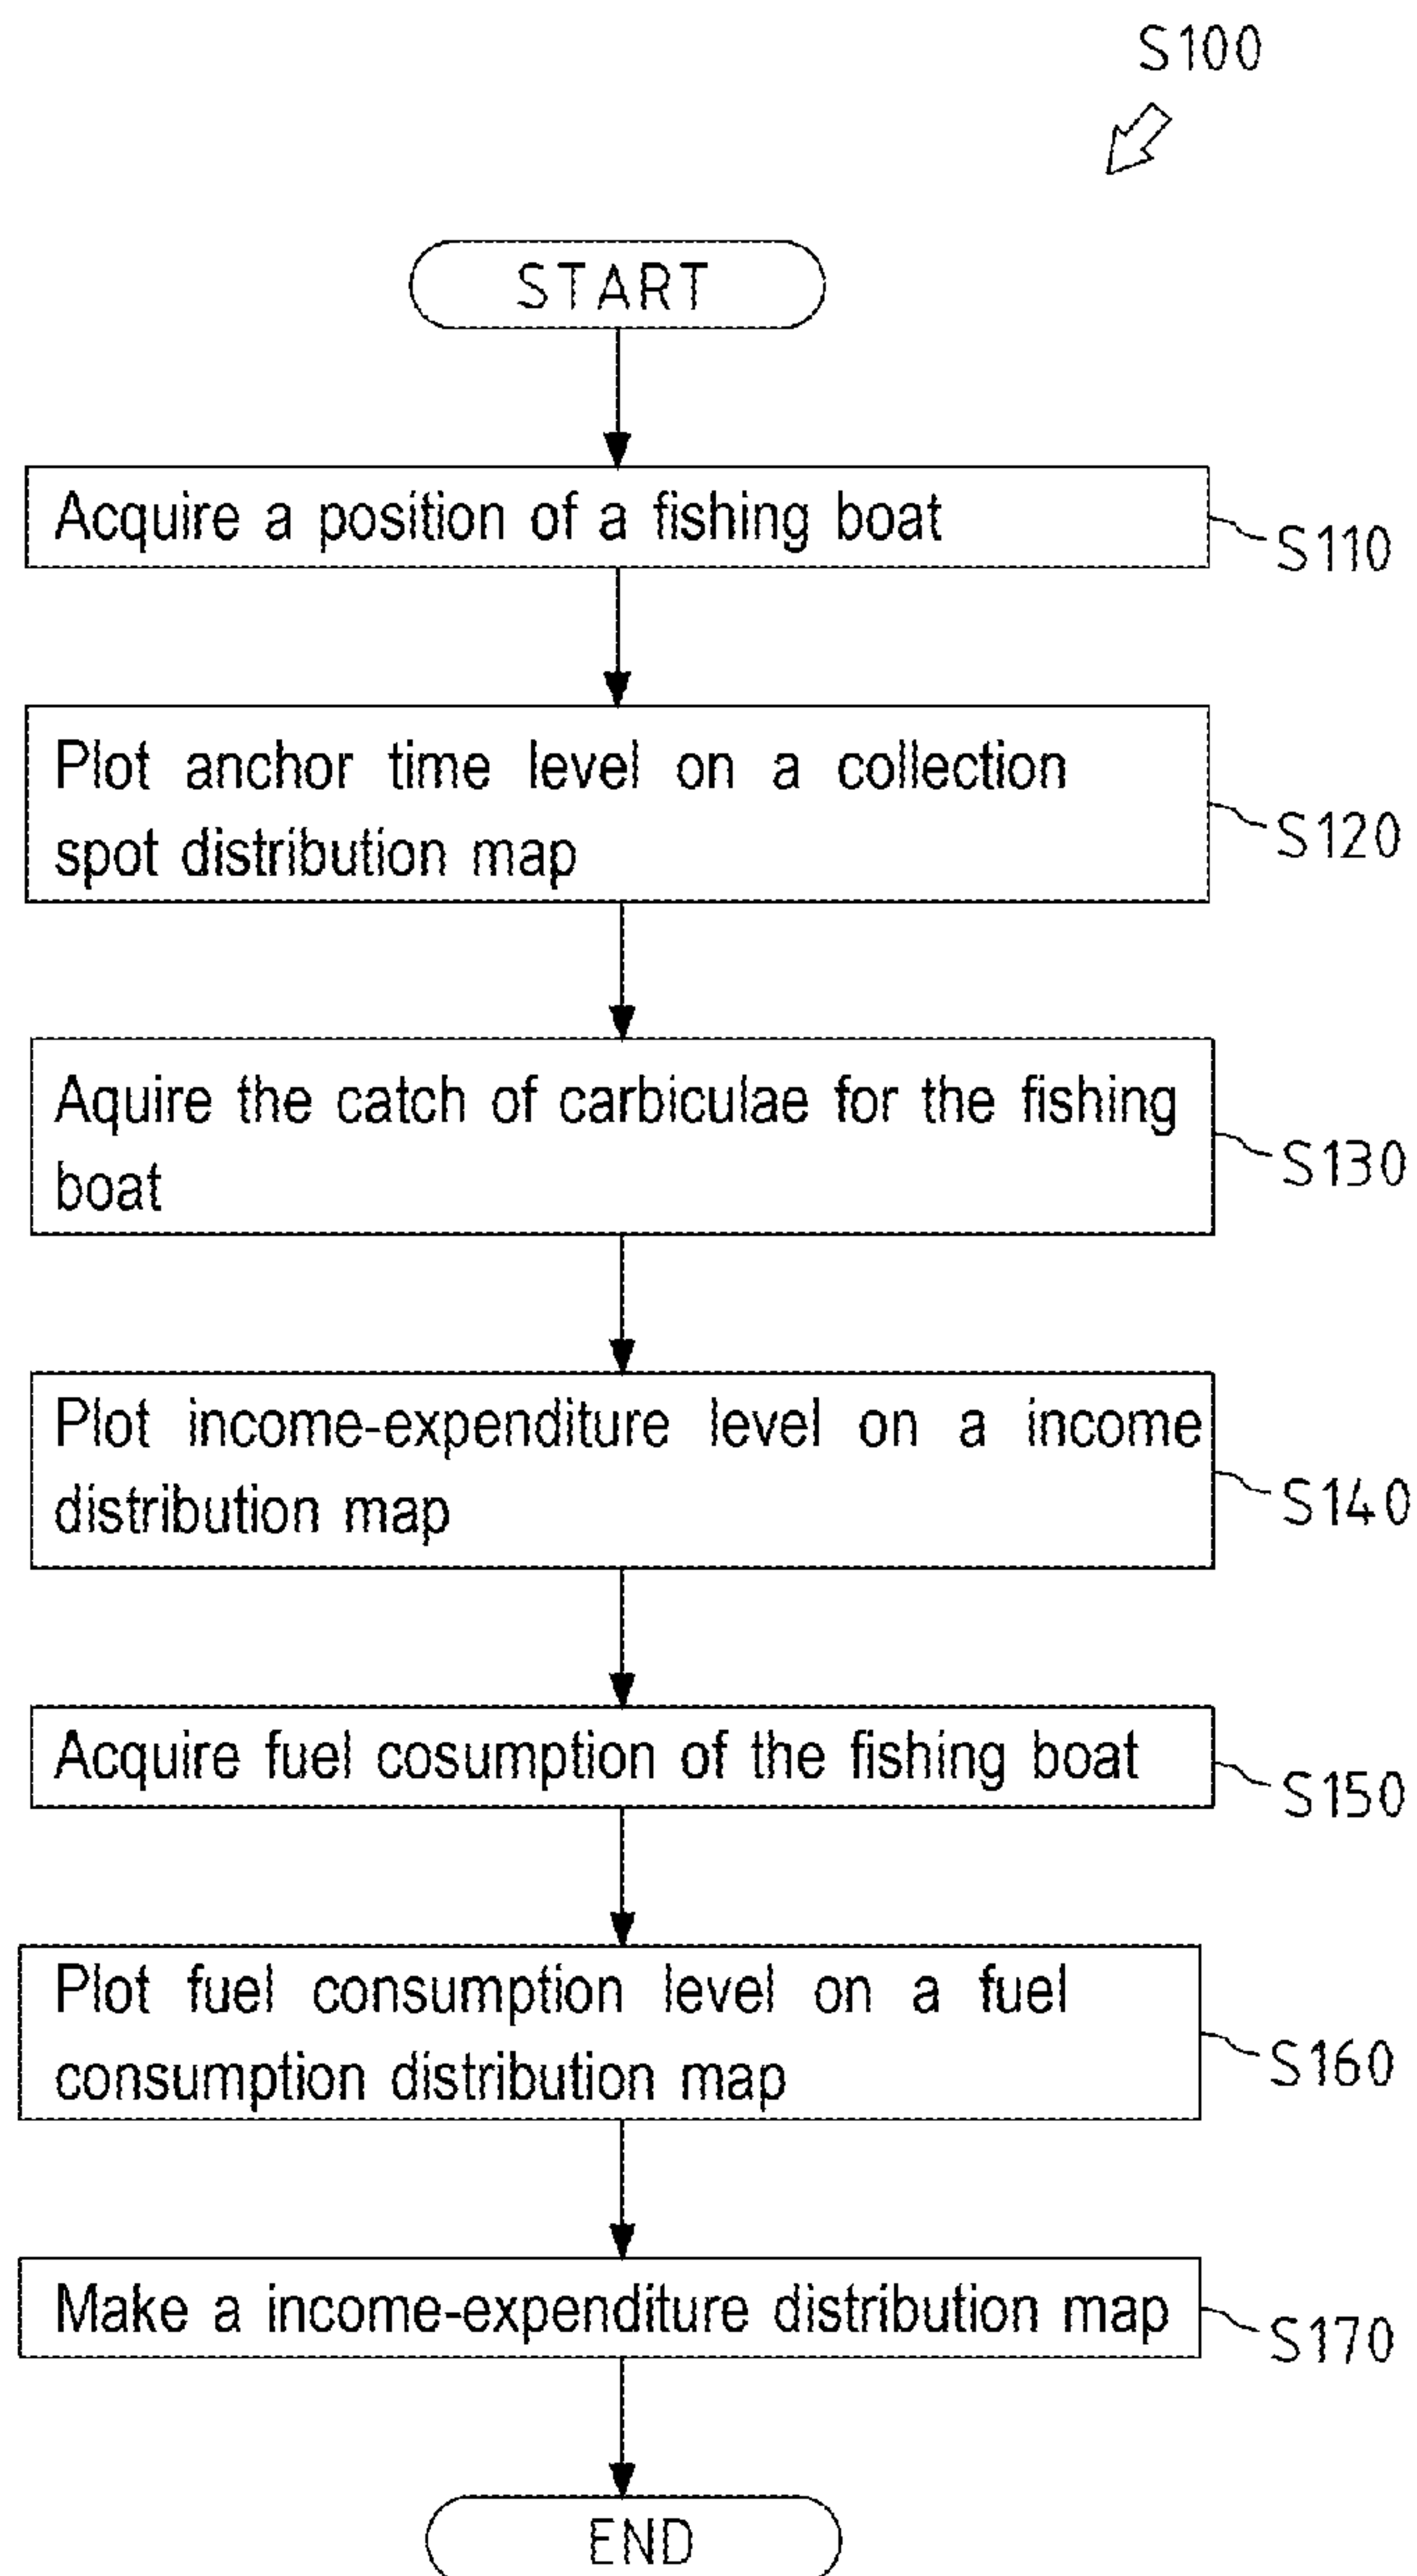 S100
START
Acquire a position of a fishing boat
S110
Plot anchor time level on a collection
spot distribution map
S120
Aquire the catch of carbiculae for the fishing
boat
S130
Plot income-expenditure level on a income
distribution map
S140
Acquire fuel cosumption of the fishing boat
S150
Plot fuel consumption level on a fuel
consumption distribution map
S160
Make a income-expenditure distribution map
S170
END